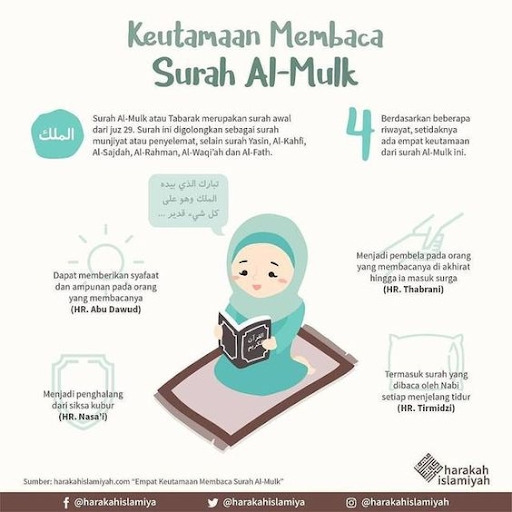 Keutamaan Membaca
Surah Al-Mulk
الملك
Surah Al-Mulk atau Tabarak merupakan surah awal
dari juz 29. Surah ini digolongkan sebagai surah
munjiyat atau penyelemat, selain surah Yasin, Al-Kahfi,
Al-Sajdah, Al-Rahman, Al-Waqi'ah dan Al-Fath.
4
Berdasarkan beberapa
riwayat, setidaknya
ada empat keutamaan
dari surah Al-Mulk ini.
تبارك الذي بيده
الملك وهو على
كل شيء قدير ...
Dapat memberikan syafaat
dan ampunan pada orang
yang membacanya
(HR. Abu Dawud)
Menjadi pembela pada orang
yang membacanya di akhirat
hingga ia masuk surga
(HR. Thabrani)
القرآن
الكريم
Menjadi penghalang
dari siksa kubur
(HR. Nasa'i)
Termasuk surah yang
dibaca oleh Nabi
setiap menjelang tidur
(HR. Tirmidzi)
harakah
islamiyah
Sumber: harakahislamiyah.com "Empat Keutamaan Membaca Surah Al-Mulk"
@harakahislamiya
@harakahislamiya
@harakahislamiyah